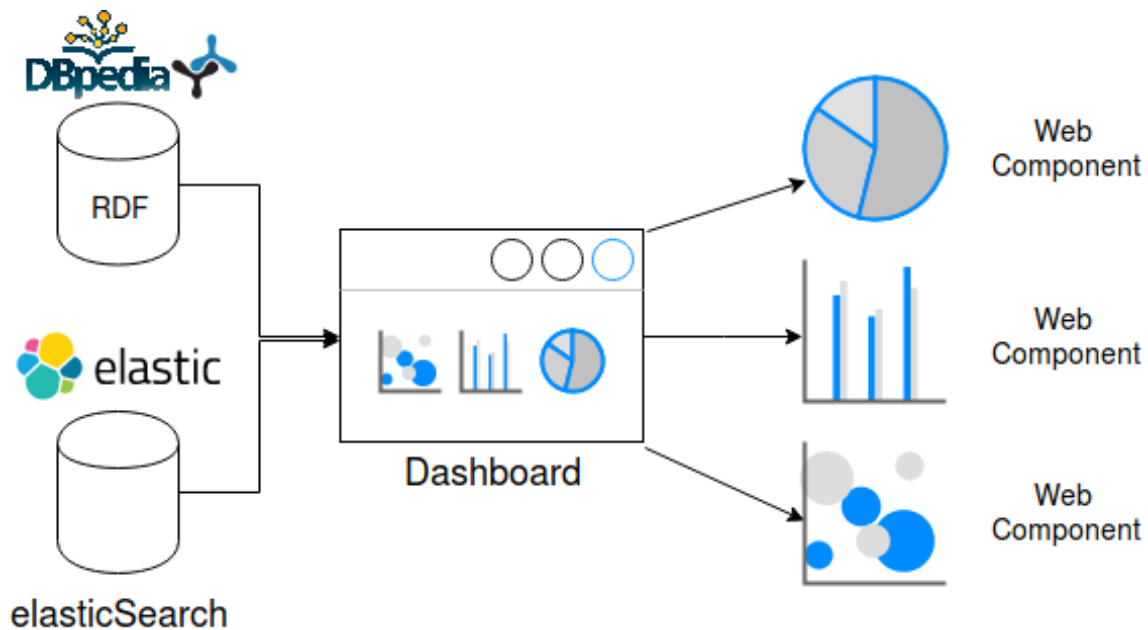 DBpedia
RDF
elastic
elasticSearch
Dashboard
Web
Component
Web
Component
Web
Component